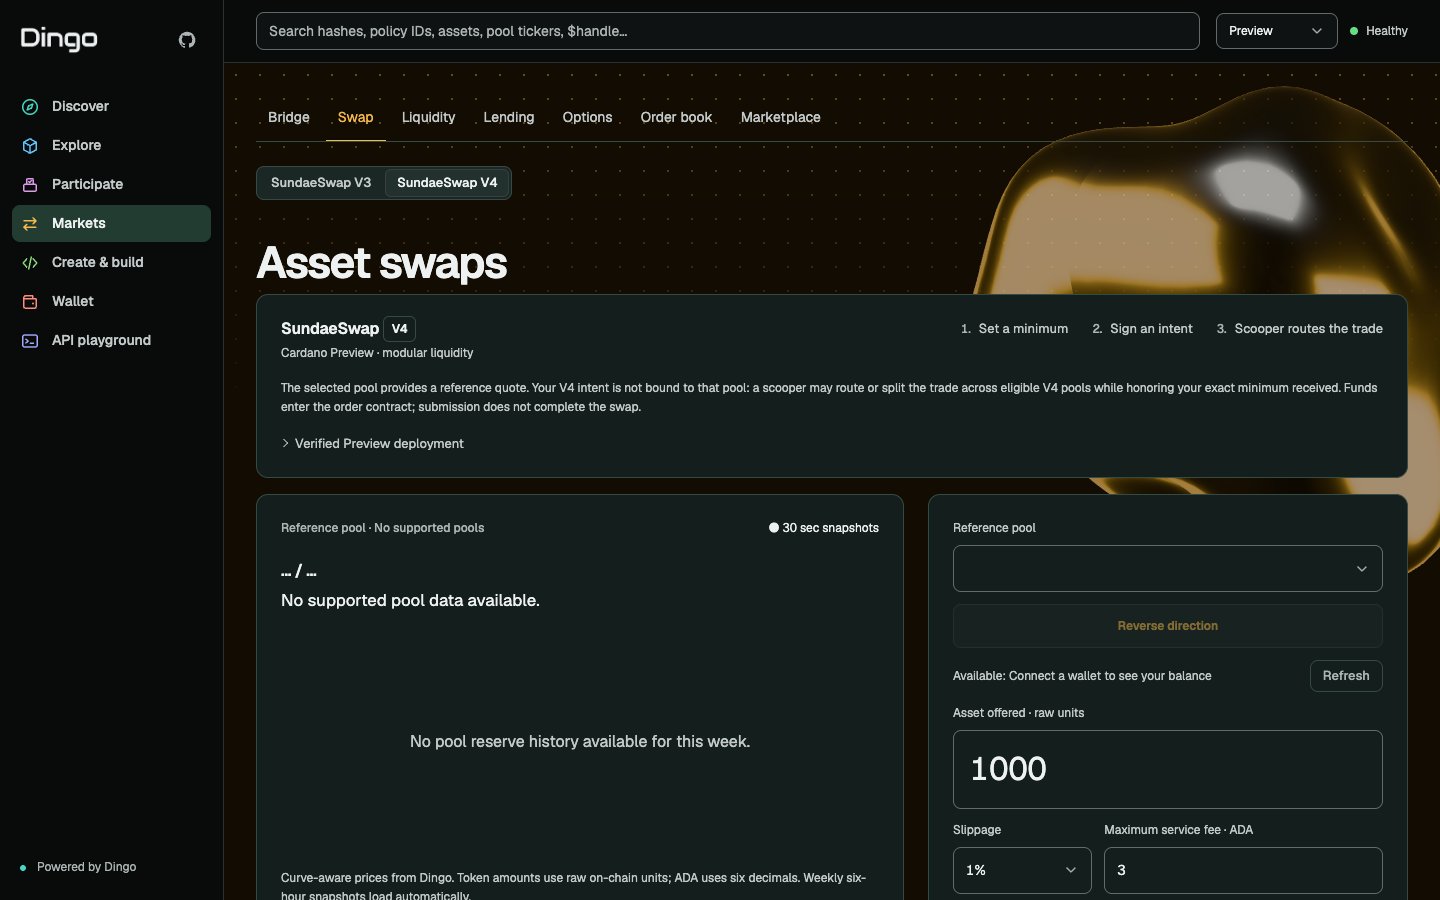 Dingo
Search hashes, policy IDs, assets, pool tickers, $handle...
Preview
Healthy
Discover
Explore
Participate
Markets
Create & build
Wallet
API playground
Powered by Dingo
Bridge
Swap
Liquidity
Lending
Options
Order book
Marketplace
SundaeSwap V3
SundaeSwap V4
Asset swaps
SundaeSwap V4
1. Set a minimum
2. Sign an intent
3. Scooper routes the trade
Cardano Preview · modular liquidity
The selected pool provides a reference quote. Your V4 intent is not bound to that pool: a scooper may route or split the trade across eligible V4 pools while honoring your exact minimum received. Funds
enter the order contract; submission does not complete the swap.
Verified Preview deployment
Reference pool · No supported pools
30 sec snapshots
... / ...
No supported pool data available.
No pool reserve history available for this week.
Curve-aware prices from Dingo. Token amounts use raw on-chain units; ADA uses six decimals. Weekly six-
hour snapshots load automatically.
Reference pool
Reverse direction
Available: Connect a wallet to see your balance
Refresh
Asset offered · raw units
1000
Slippage
Maximum service fee · ADA
1%
3